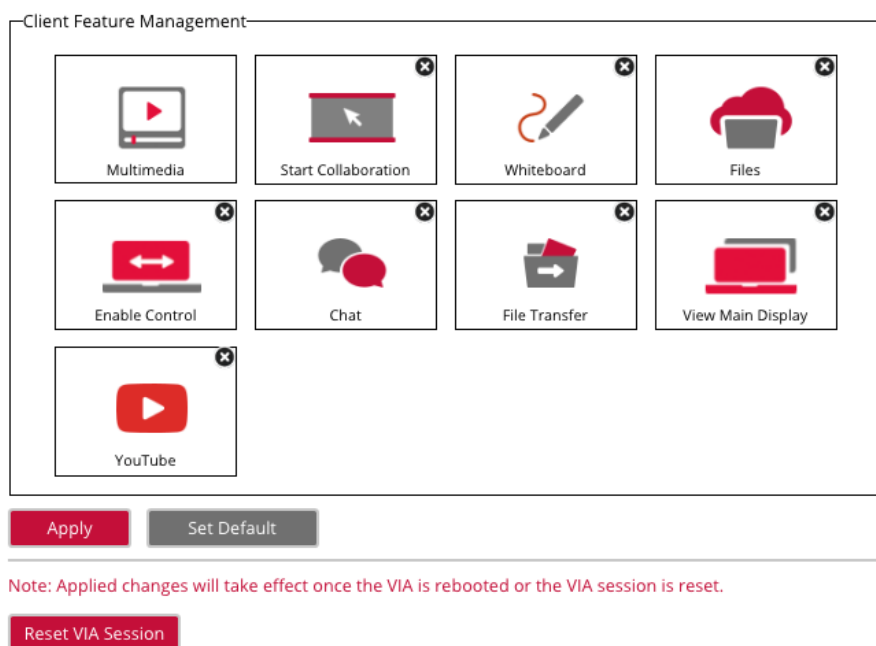 Client Feature Management
Multimedia
Start Collaboration
Whiteboard
Files
Enable Control
Chat
File Transfer
View Main Display
YouTube
Apply
Set Default
Note: Applied changes will take effect once the VIA is rebooted or the VIA session is reset.
Reset VIA Session